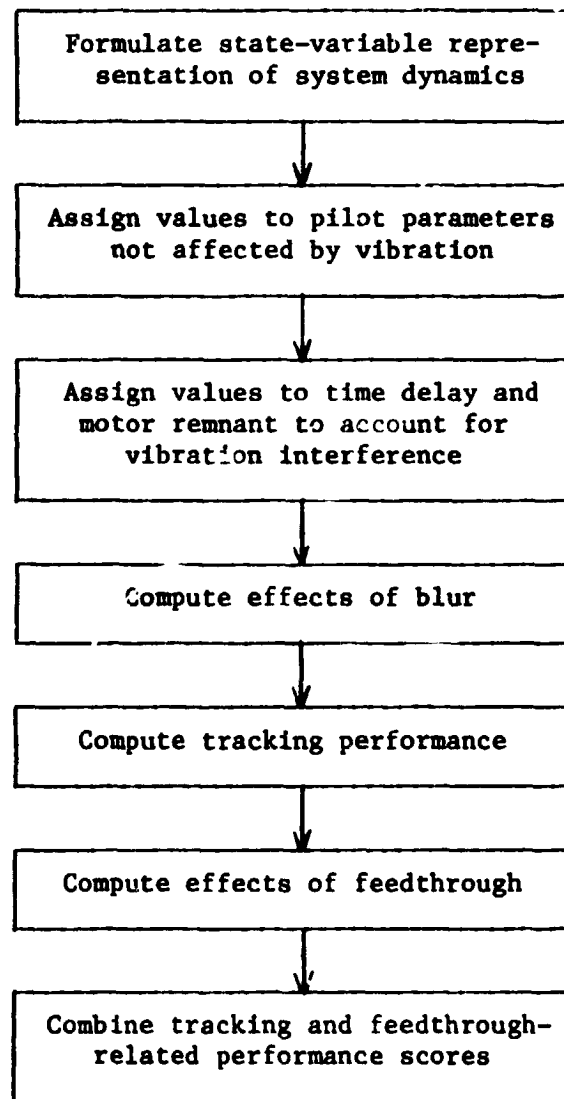 Formulate state-variable repre-
sentation of system dynamics
Assign values to pilot parameters
not affected by vibration
Assign values to time delay and
motor remnant to account for
vibration interference
Compute effects of blur
Compute tracking performance
Compute effects of feedthrough
Combine tracking and feedthrough-
related performance scores